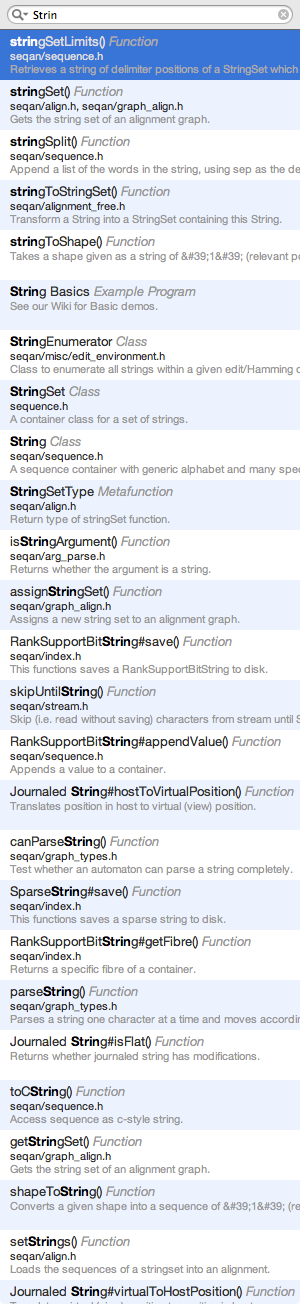 Strin
stringSetLimits() Function
seqan/sequence.h
Retrieves a string of delimiter positions of a StringSet which
stringSet() Function
seqan/align.h, seqan/graph_align.h
Gets the string set of an alignment graph.
stringSplit() Function
seqan/sequence.h
Append a list of the words in the string, using sep as the de
stringToStringSet() Function
seqan/alignment_free.h
Transform a String into a StringSet containing this String.
stringToShape() Function
Takes a shape given as a string of &#39;1&#39; (relevant po
String Basics Example Program
See our Wiki for Basic demos.
StringEnumerator Class
seqan/misc/edit_environment.h
Class to enumerate all strings within a given edit/Hamming d
StringSet Class
sequence.h
A container class for a set of strings.
String Class
seqan/sequence.h
A sequence container with generic alphabet and many spec
StringSetType Metafunction
seqan/align.h
Return type of stringSet function.
isStringArgument() Function
seqan/arg_parse.h
Returns whether the argument is a string.
assignStringSet() Function
seqan/graph_align.h
Assigns a new string set to an alignment graph.
RankSupportBitString#save() Function
seqan/index.h
This functions saves a RankSupportBitString to disk.
skipUntilString() Function
seqan/stream.h
Skip (i.e. read without saving) characters from stream until S
RankSupportBitString#appendValue() Function
seqan/sequence.h
Appends a value to a container.
Journaled String#hostToVirtualPosition() Function
Translates position in host to virtual (view) position.
canParseString() Function
seqan/graph_types.h
Test whether an automaton can parse a string completely.
SparseString#save() Function
seqan/index.h
This functions saves a sparse string to disk.
RankSupportBitString#getFibre() Function
seqan/index.h
Returns a specific fibre of a container.
parseString() Function
seqan/graph_types.h
Parses a string one character at a time and moves accordin
Journaled String#isFlat() Function
Returns whether journaled string has modifications.
toCString() Function
seqan/sequence.h
Access sequence as c-style string.
getStringSet() Function
seqan/graph_align.h
Gets the string set of an alignment graph.
shapeToString() Function
Converts a given shape into a sequence of &#39;1&#39; (re
setStrings() Function
seqan/align.h
Loads the sequences of a stringset into an alignment.
Journaled String#virtualToHostPosition() Function